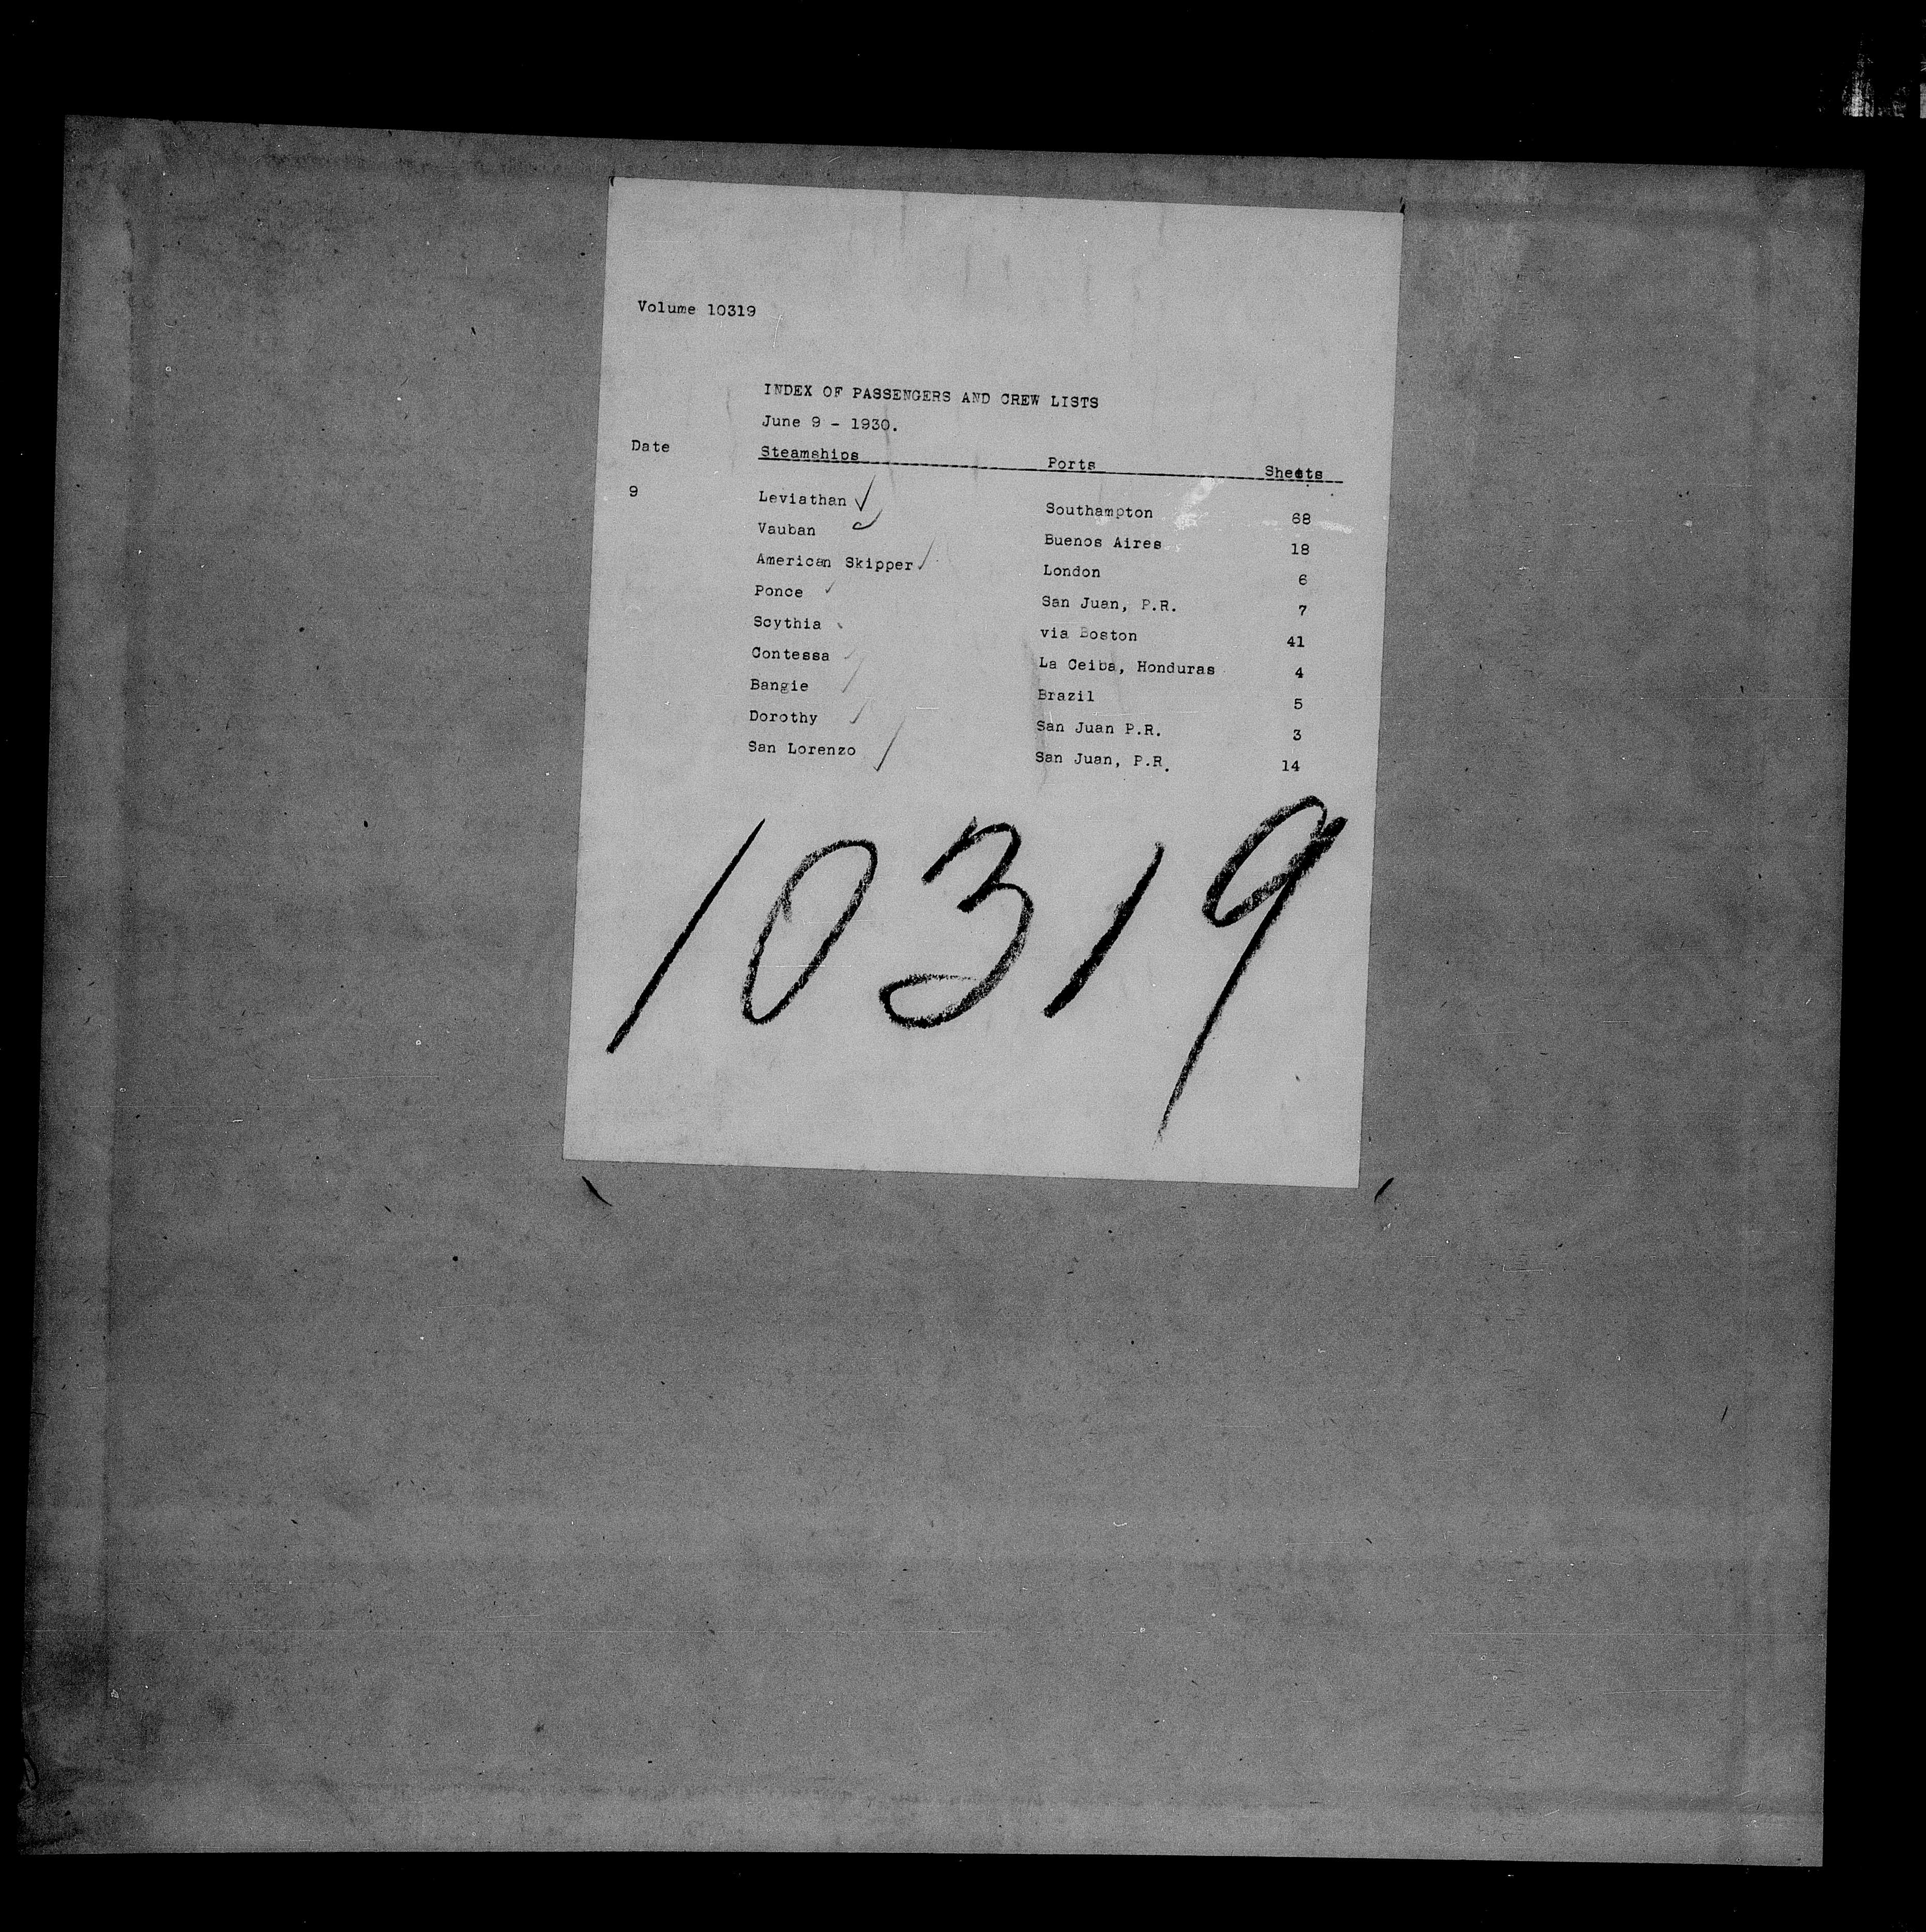 Volume 10319
INDEX OF PASSENGERS AND CREW LISTS
June 9 - 1930.
Date Steamships Ports Sheets
9 Leviathan Southampton 68
Vauban Buenos Aires 18
American Skipper London 6
Ponce San Juan, P.R. 7
Scythia via Boston 41
Contessa La Ceiba, Honduras 4
Bangie Brazil 5
Dorothy San Juan P.R. 3
San Lorenzo San Juan, P.R. 14
10319